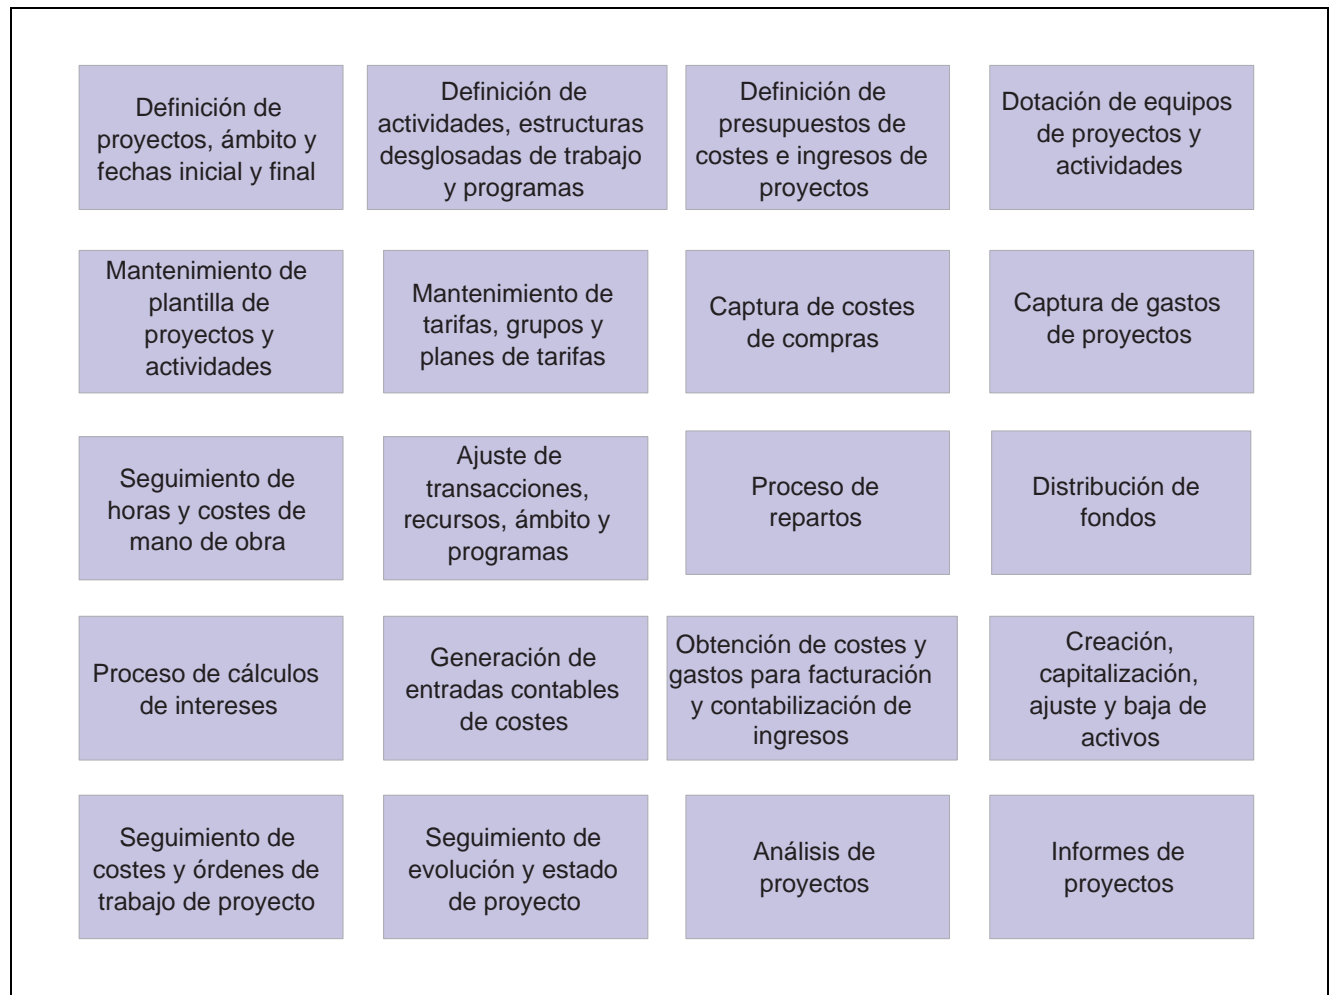 Definición de
proyectos, ámbito y
fechas inicial y final
Definición de
actividades, estructuras
desglosadas de trabajo
y programas
Definición de
presupuestos de
costes e ingresos de
proyectos
Dotación de equipos
de proyectos y
actividades
Mantenimiento de
plantilla de
proyectos y
actividades
Mantenimiento de
tarifas, grupos y
planes de tarifas
Captura de costes
de compras
Captura de gastos
de proyectos
Seguimiento de
horas y costes de
mano de obra
Ajuste de
transacciones,
recursos, ámbito y
programas
Proceso de
repartos
Distribución de
fondos
Proceso de cálculos
de intereses
Generación de
entradas contables
de costes
Obtención de costes y
gastos para facturación
y contabilización de
ingresos
Creación,
capitalización,
ajuste y baja de
activos
Seguimiento de
costes y órdenes de
trabajo de proyecto
Seguimiento de
evolución y estado
de proyecto
Análisis de
proyectos
Informes de
proyectos